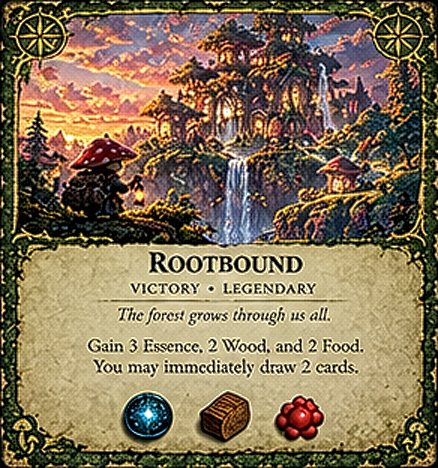 ROOTBOUND
VICTORY • LEGENDARY
The forest grows through us all.
Gain 3 Essence, 2 Wood, and 2 Food.
You may immediately draw 2 cards.